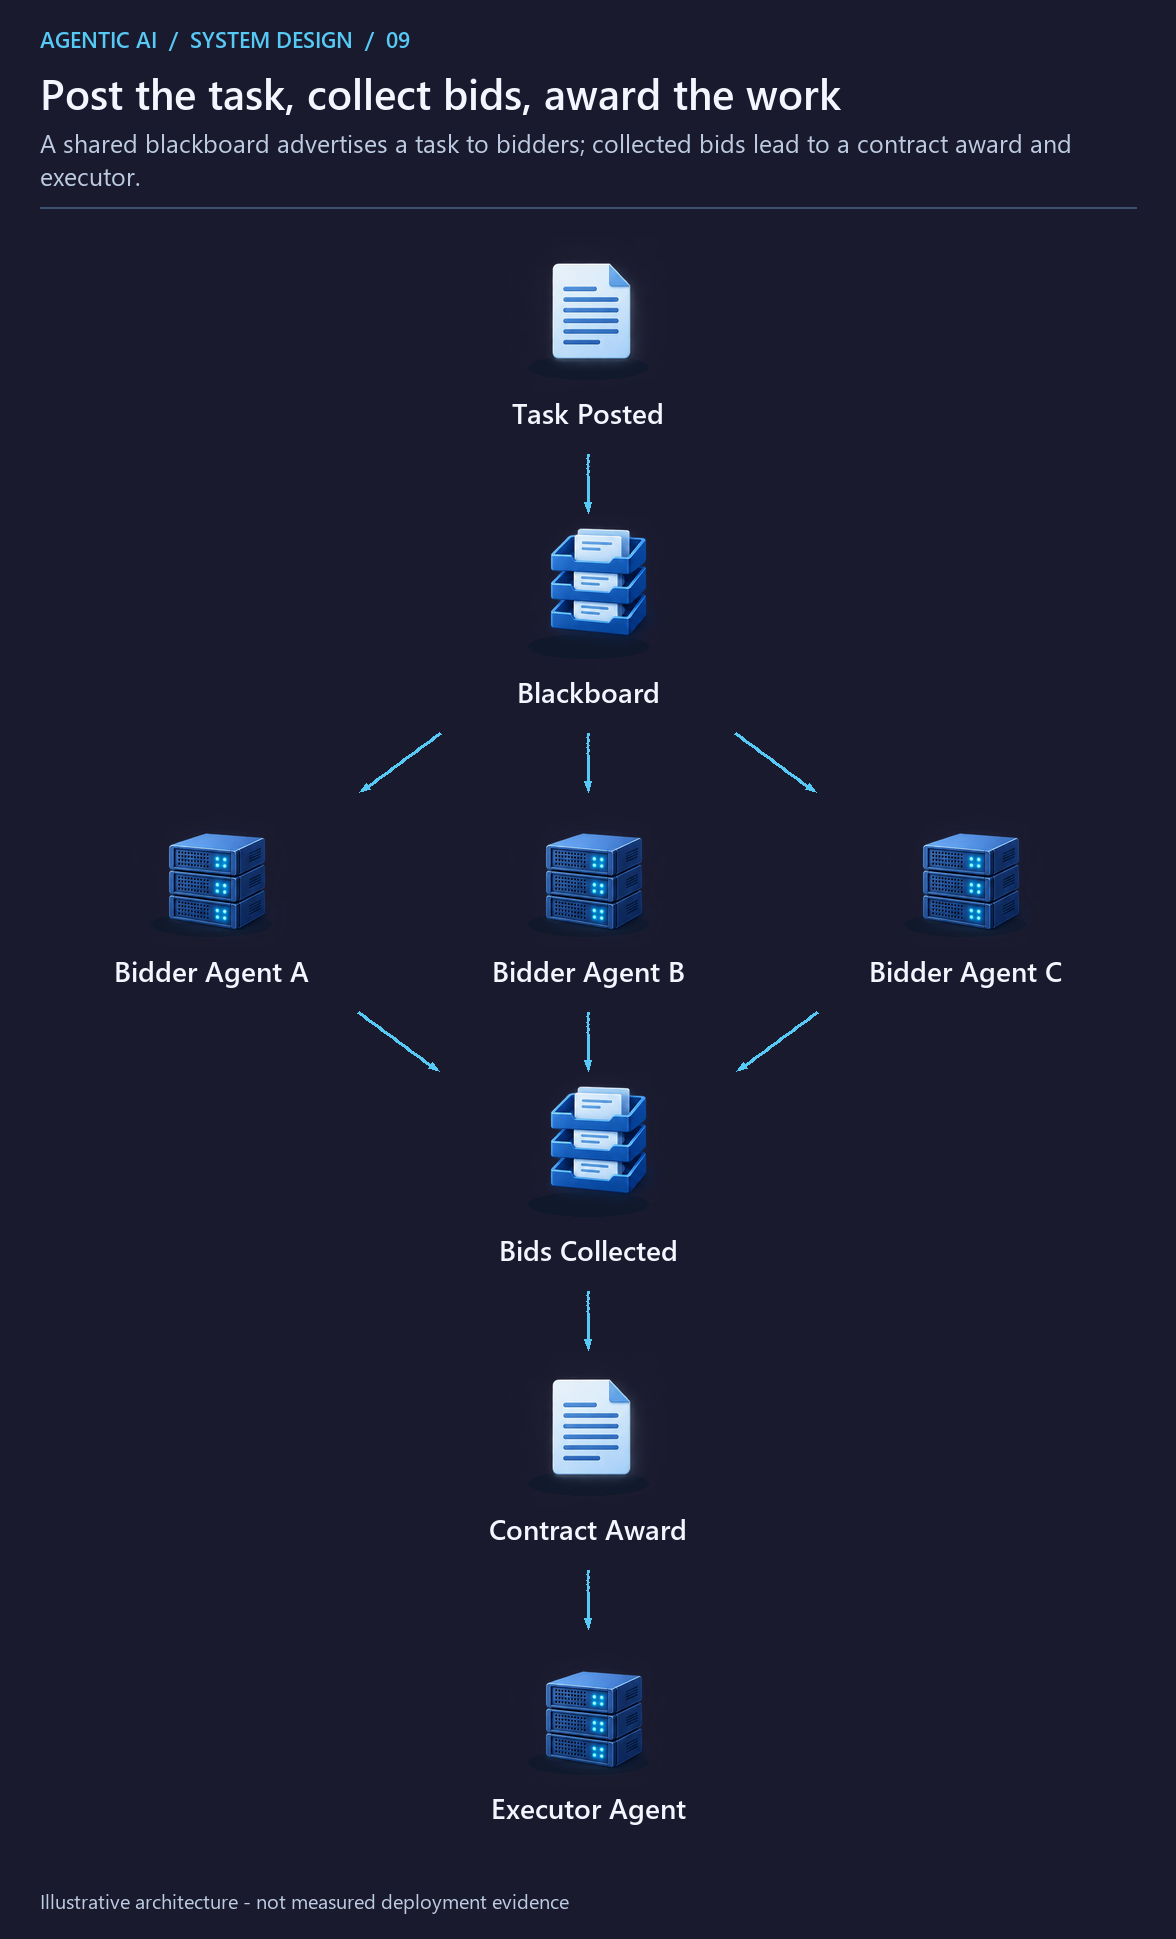 AGENTIC AI / SYSTEM DESIGN / 09
Post the task, collect bids, award the work
A shared blackboard advertises a task to bidders; collected bids lead to a contract award and
executor.
Task Posted
Blackboard
Bidder Agent A
Bidder Agent B
Bidder Agent C
Bids Collected
Contract Award
Executor Agent
Illustrative architecture - not measured deployment evidence